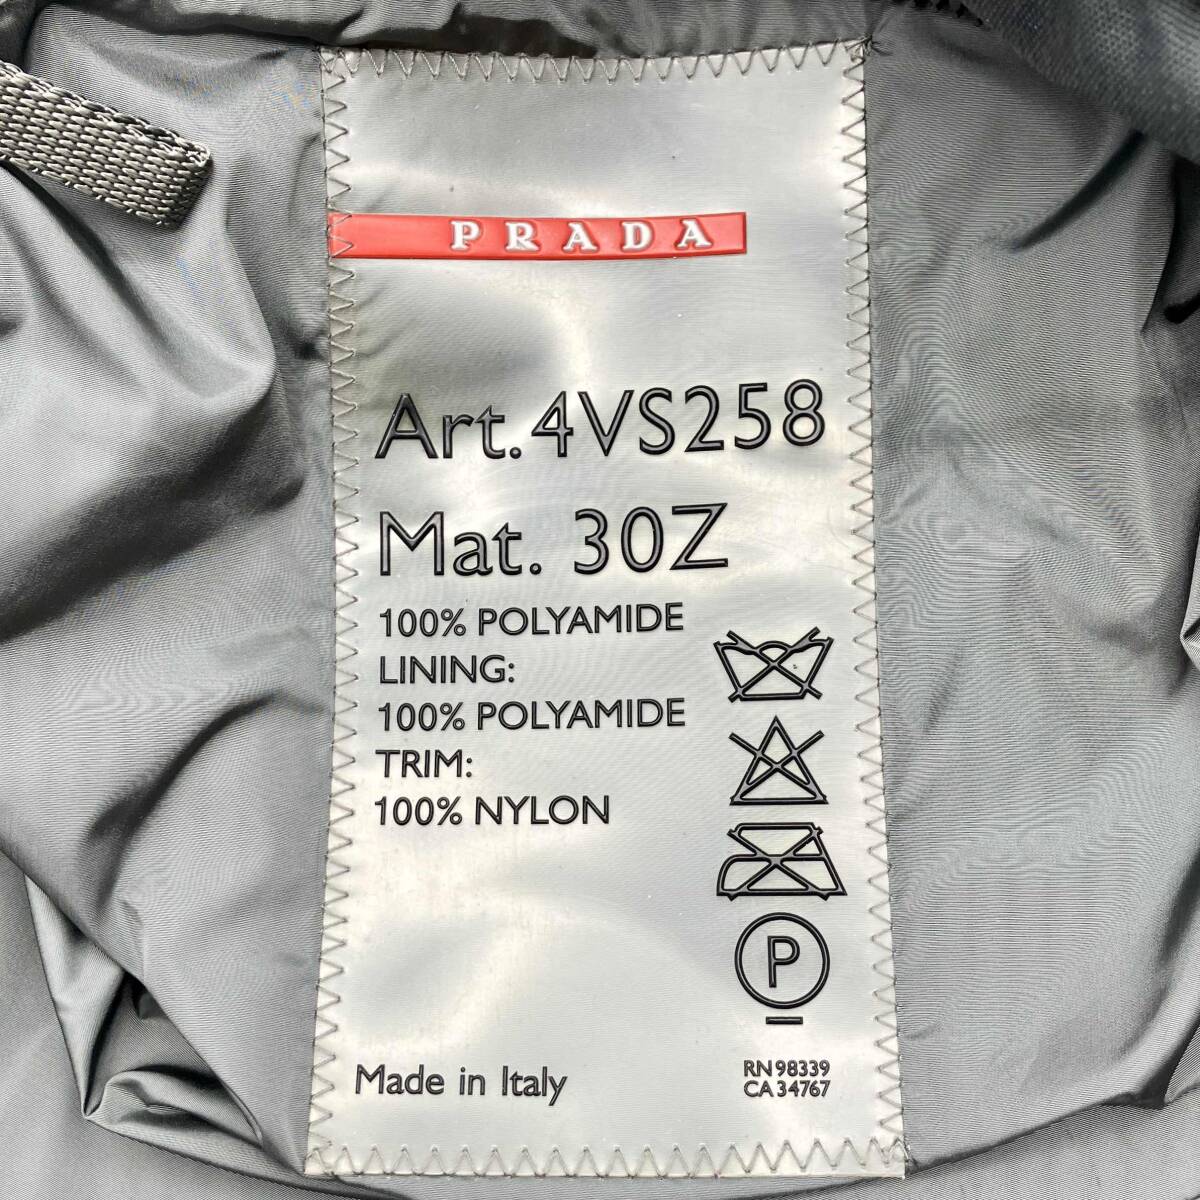 PRADA
Art. 4VS258
Mat. 30Z
100% POLYAMIDE
LINING:
100% POLYAMIDE
TRIM:
100% NYLON
P
Made in Italy
RN 98339
CA 34767